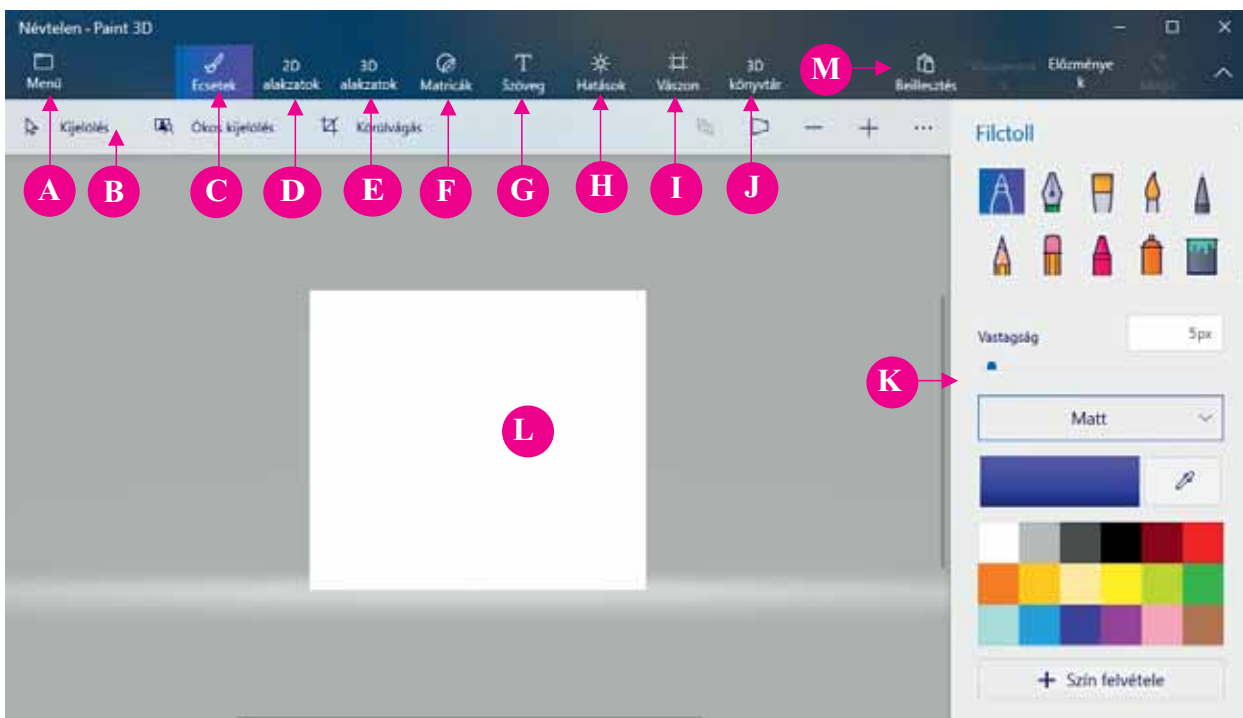 Névtelen - Paint 3D
Menü
Ecsetek
2D alakzatok
3D alakzatok
Matricák
Szöveg
Hatások
Vászon
3D könyvtár
M
Beillesztés
Előzménye
k
Kijelölés
Okos kijelölés
Körülvágás
A
B
C
D
E
F
G
H
I
J
Filctoll
Vastagság
5px
K
Matt
L
Szín felvétele